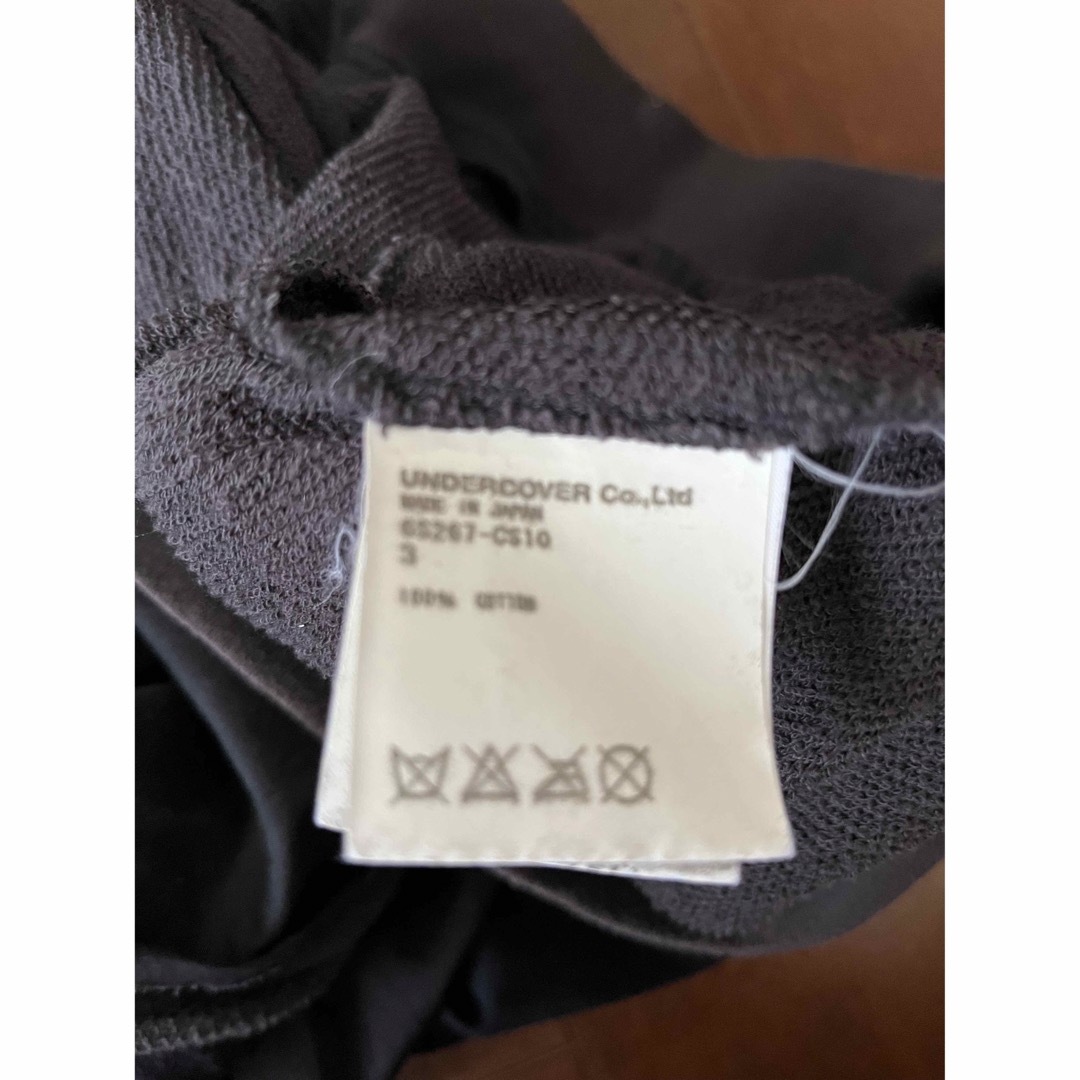 UNDERCOVER Co.,Ltd
MADE IN JAPAN
6S267-CS10
3
100% COTTON